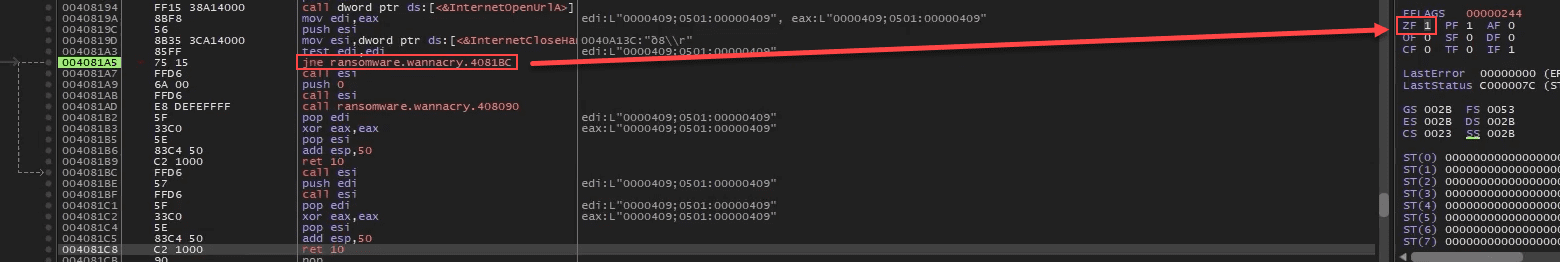 00408194 FF15 38A14000 call dword ptr ds:[<&InternetOpenUrlA>]
0040819A 8BF8 mov edi,eax edi:L"0000409;0501:00000409", eax:L"0000409;0501:00000409"
0040819C 56 push esi
0040819D 8B35 3CA14000 mov esi,dword ptr ds:[<&InternetCloseHan 0040A13C:"ð8\\r"
004081A3 85FF test edi,edi
004081A5 75 15 jne ransomware.wannacry.4081BC
004081A7 FFD6 call esi
004081A9 6A 00 push 0
004081AB FFD6 call esi
004081AD E8 DEFEFFFF call ransomware.wannacry.408090
004081B2 5F pop edi edi:L"0000409;0501:00000409"
004081B3 33C0 xor eax,eax eax:L"0000409;0501:00000409"
004081B5 5E pop esi
004081B6 83C4 50 add esp,50
004081B9 C2 1000 ret 10
004081BC FFD6 call esi
004081BE 57 push edi edi:L"0000409;0501:00000409"
004081BF FFD6 call esi
004081C1 5F pop edi edi:L"0000409;0501:00000409"
004081C2 33C0 xor eax,eax eax:L"0000409;0501:00000409"
004081C4 5E pop esi
004081C5 83C4 50 add esp,50
004081C8 C2 1000 ret 10
004081CB 90 nop
EFLAGS 00000244
ZF 1 PF 1 AF 0
OF 0 SF 0 DF 0
CF 0 TF 0 IF 1
LastError 00000000 (EF
LastStatus C000007C (ST
GS 002B FS 0053
ES 002B DS 002B
CS 0023 SS 002B
ST(0) 0000000000000000
ST(1) 0000000000000000
ST(2) 0000000000000000
ST(3) 0000000000000000
ST(4) 0000000000000000
ST(5) 0000000000000000
ST(6) 0000000000000000
ST(7) 0000000000000000